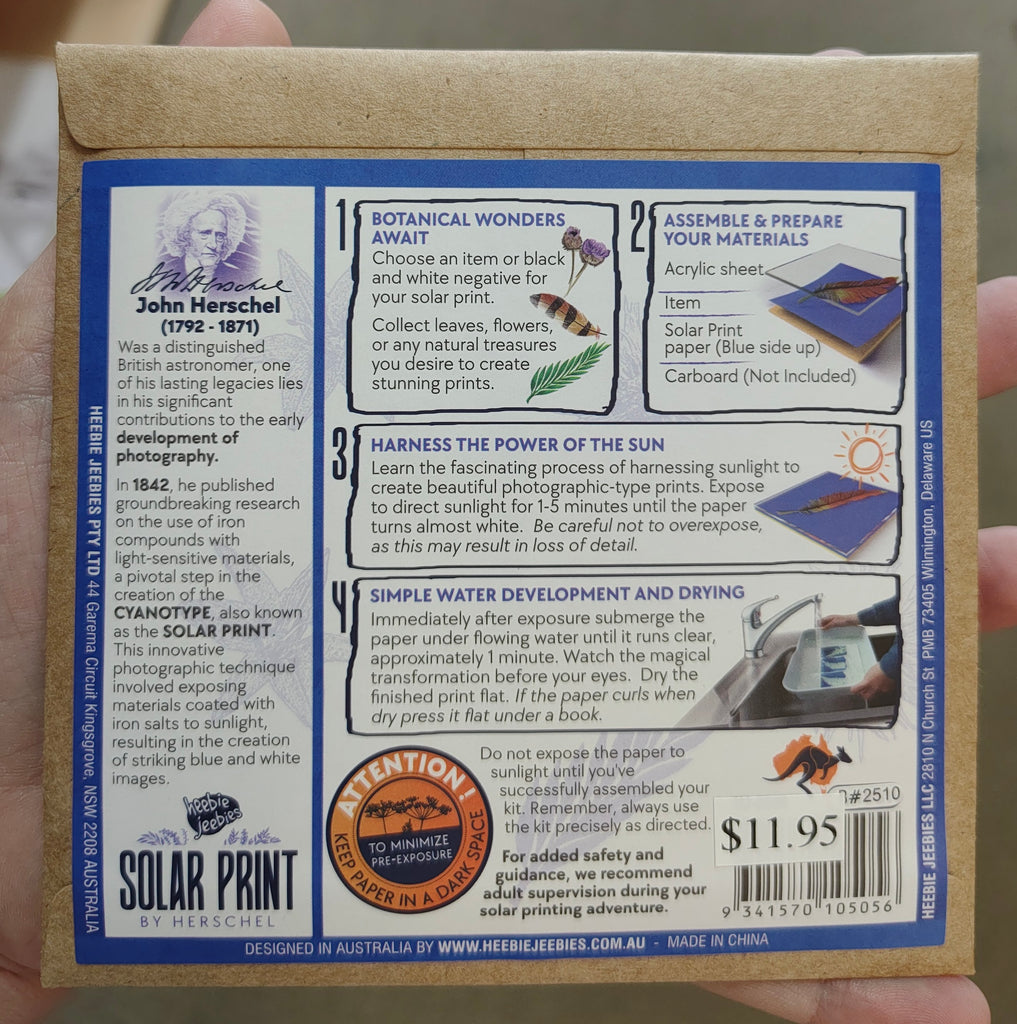 John Herschel
(1792 - 1871)
Was a distinguished
British astronomer, one
of his lasting legacies lies
in his significant
contributions to the early
development of
photography.
In 1842, he published
groundbreaking research
on the use of iron
compounds with
light-sensitive materials,
a pivotal step in the
creation of the
CYANOTYPE, also known
as the SOLAR PRINT.
This innovative
photographic technique
involved exposing
materials coated with
iron salts to sunlight,
resulting in the creation
of striking blue and white
images.
heebie
jeebies
SOLAR PRINT
BY HERSCHEL
1
BOTANICAL WONDERS
AWAIT
Choose an item or black
and white negative for
your solar print.
Collect leaves, flowers,
or any natural treasures
you desire to create
stunning prints.
2
ASSEMBLE & PREPARE
YOUR MATERIALS
Acrylic sheet
Item
Solar Print
paper (Blue side up)
Carboard (Not Included)
3
HARNESS THE POWER OF THE SUN
Learn the fascinating process of harnessing sunlight to
create beautiful photographic-type prints. Expose
to direct sunlight for 1-5 minutes until the paper
turns almost white. Be careful not to overexpose,
as this may result in loss of detail.
4
SIMPLE WATER DEVELOPMENT AND DRYING
Immediately after exposure submerge the
paper under flowing water until it runs clear,
approximately 1 minute. Watch the magical
transformation before your eyes. Dry the
finished print flat. If the paper curls when
dry press it flat under a book.
ATTENTION!
TO MINIMIZE
PRE-EXPOSURE
KEEP PAPER IN A DARK SPACE
Do not expose the paper to
sunlight until you've
successfully assembled your
kit. Remember, always use
the kit precisely as directed.
For added safety and
guidance, we recommend
adult supervision during your
solar printing adventure.
#2510
$11.95
9 341570 105056
HEEBIE JEEBIES PTY LTD 44 Garema Circuit Kingsgrove, NSW 2208 AUSTRALIA
HEEBIE JEEBIES LLC 2810 N Church St PMB 73405 Wilmington, Delaware US
DESIGNED IN AUSTRALIA BY WWW.HEEBIEJEEBIES.COM.AU - MADE IN CHINA